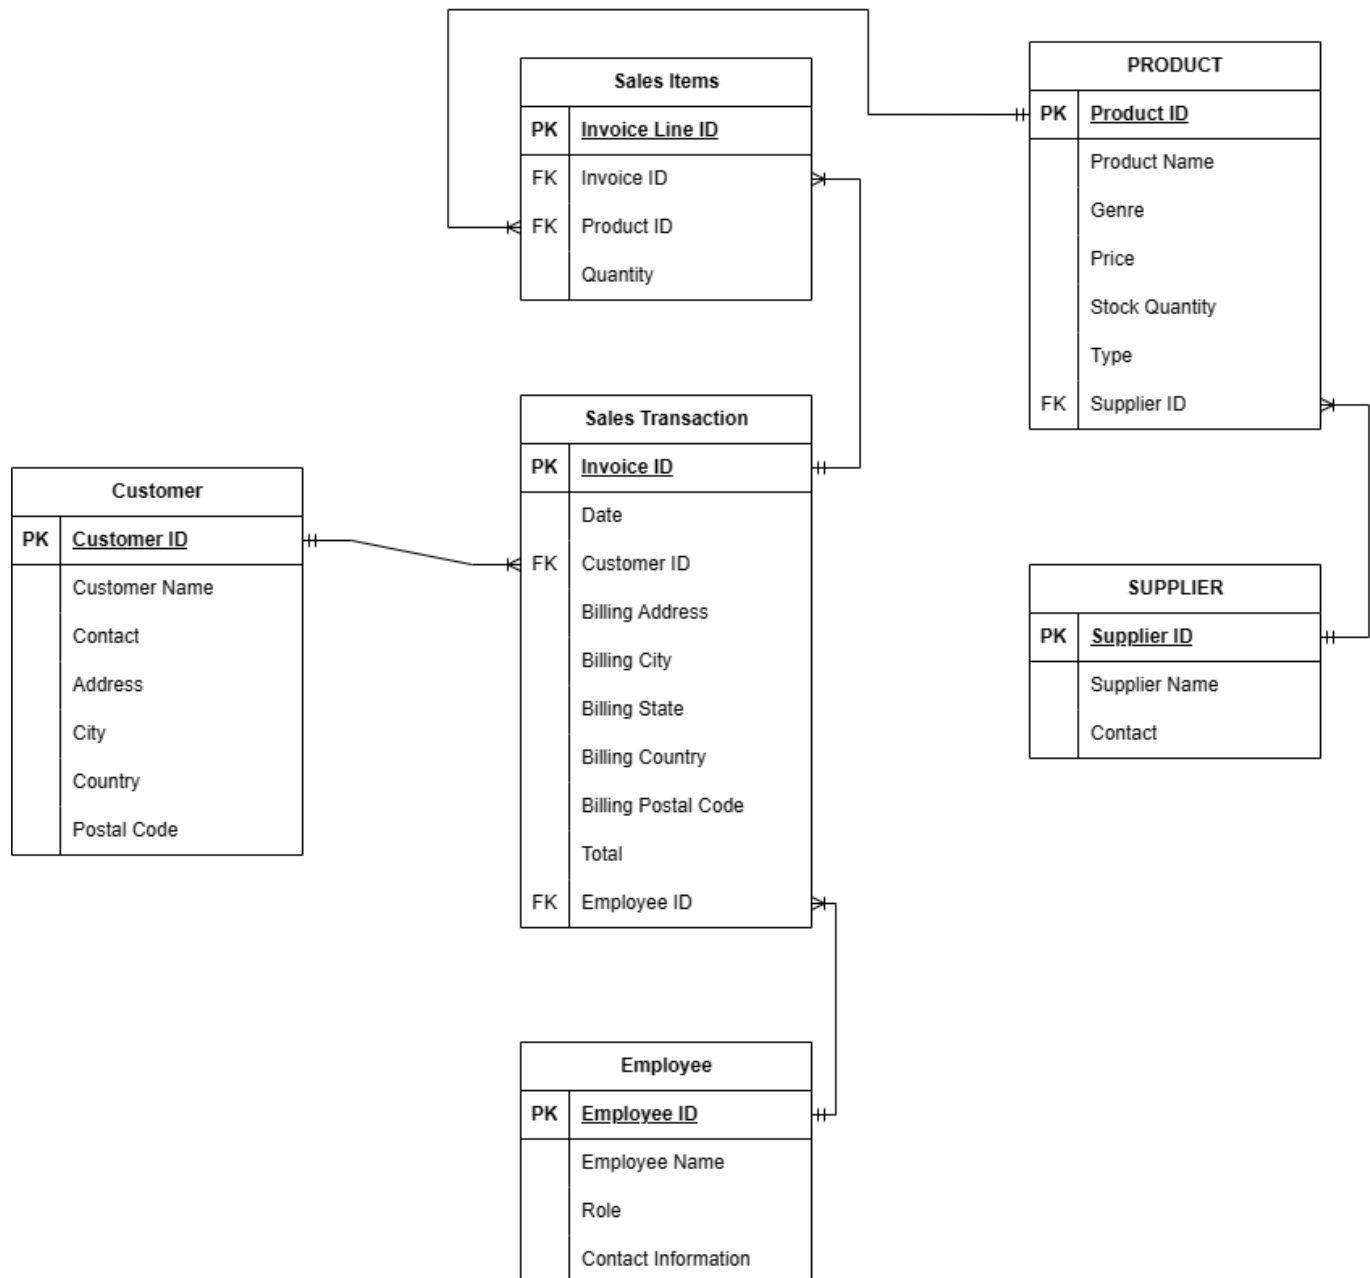 Sales Items
PK Invoice Line ID
FK Invoice ID
FK Product ID
Quantity
PRODUCT
PK Product ID
Product Name
Genre
Price
Stock Quantity
Type
FK Supplier ID
Sales Transaction
PK Invoice ID
Date
FK Customer ID
Billing Address
Billing City
Billing State
Billing Country
Billing Postal Code
Total
FK Employee ID
Customer
PK Customer ID
Customer Name
Contact
Address
City
Country
Postal Code
SUPPLIER
PK Supplier ID
Supplier Name
Contact
Employee
PK Employee ID
Employee Name
Role
Contact Information